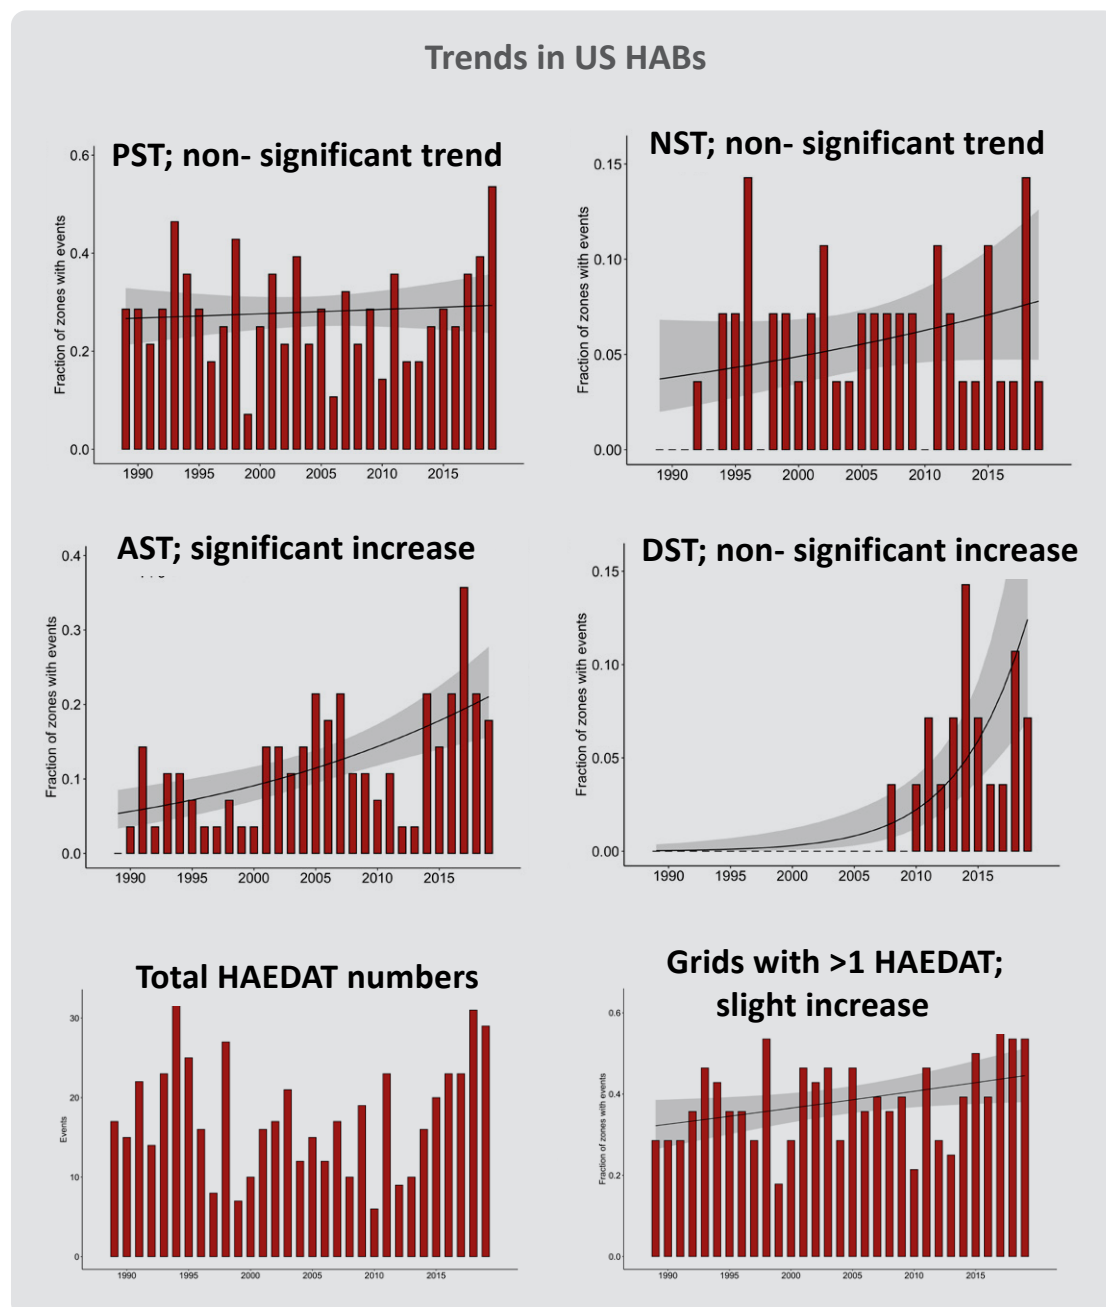 Trends in US HABs
PST; non- significant trend
Fraction of zones with events
0.6
0.4
0.2
0.0
1990 1995 2000 2005 2010 2015
NST; non- significant trend
Fraction of zones with events
0.15
0.10
0.05
0.00
1990 1995 2000 2005 2010 2015
AST; significant increase
Fraction of zones with events
0.4
0.3
0.2
0.1
0.0
1990 1995 2000 2005 2010 2015
DST; non- significant increase
Fraction of zones with events
0.15
0.10
0.05
0.00
1990 1995 2000 2005 2010 2015
Total HAEDAT numbers
Events
30
20
10
0
1990 1995 2000 2005 2010 2015
Grids with >1 HAEDAT;
slight increase
Fraction of zones with events
0.6
0.4
0.2
0.0
1990 1995 2000 2005 2010 2015